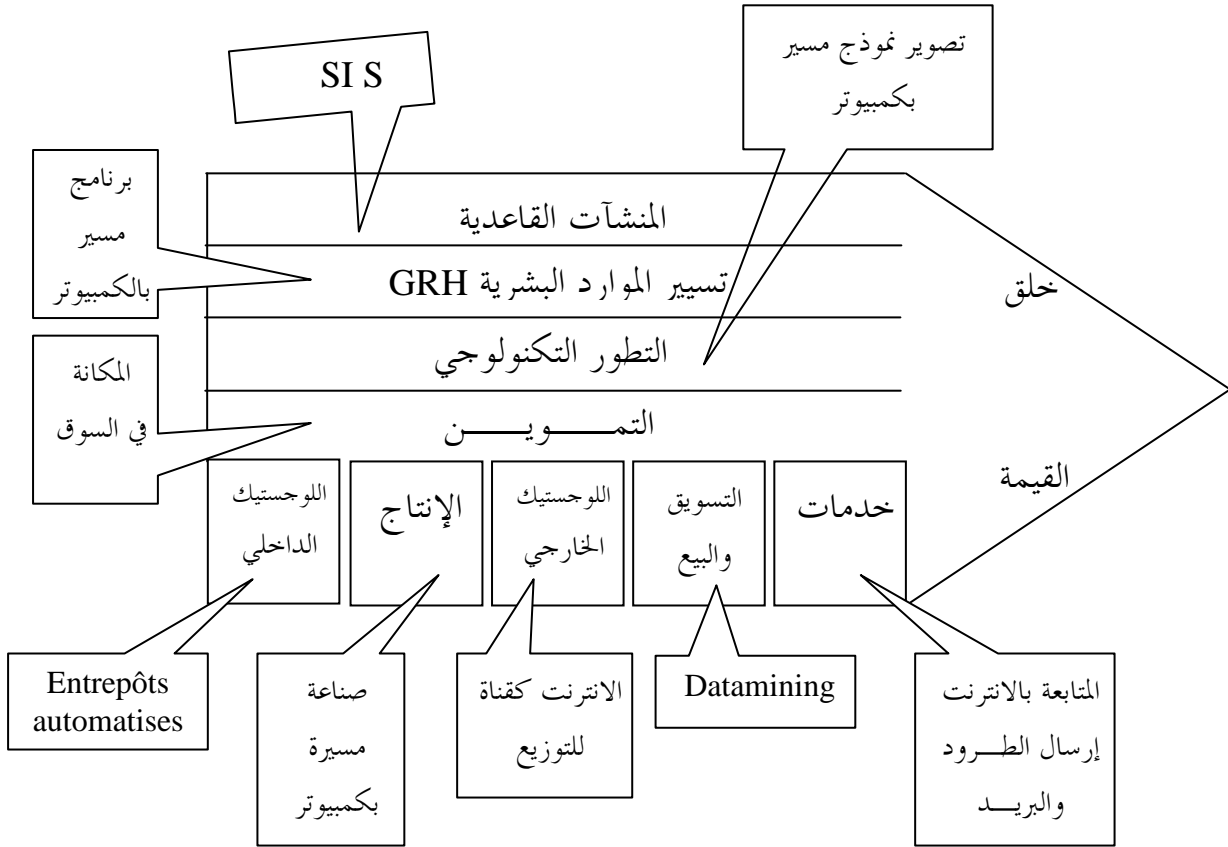 SI S
تصوير نموذج مسير
بكمبيوتر
برنامج
مسير
بالكمبيوتر
المنشآت القاعدية
تسيير الموارد البشرية GRH
خلق
التطور التكنولوجي
المكانة
في السوق
التمـــــويـــــن
القيمة
اللوجستيك
الداخلي
الإنتاج
اللوجستيك
الخارجي
التسويق
والبيع
خدمات
Entrepôts
automatises
صناعة
مسيرة
بكمبيوتر
الانترنت كقناة
للتوزيع
Datamining
المتابعة بالانترنت
إرسال الطـــرود
والبريـــد